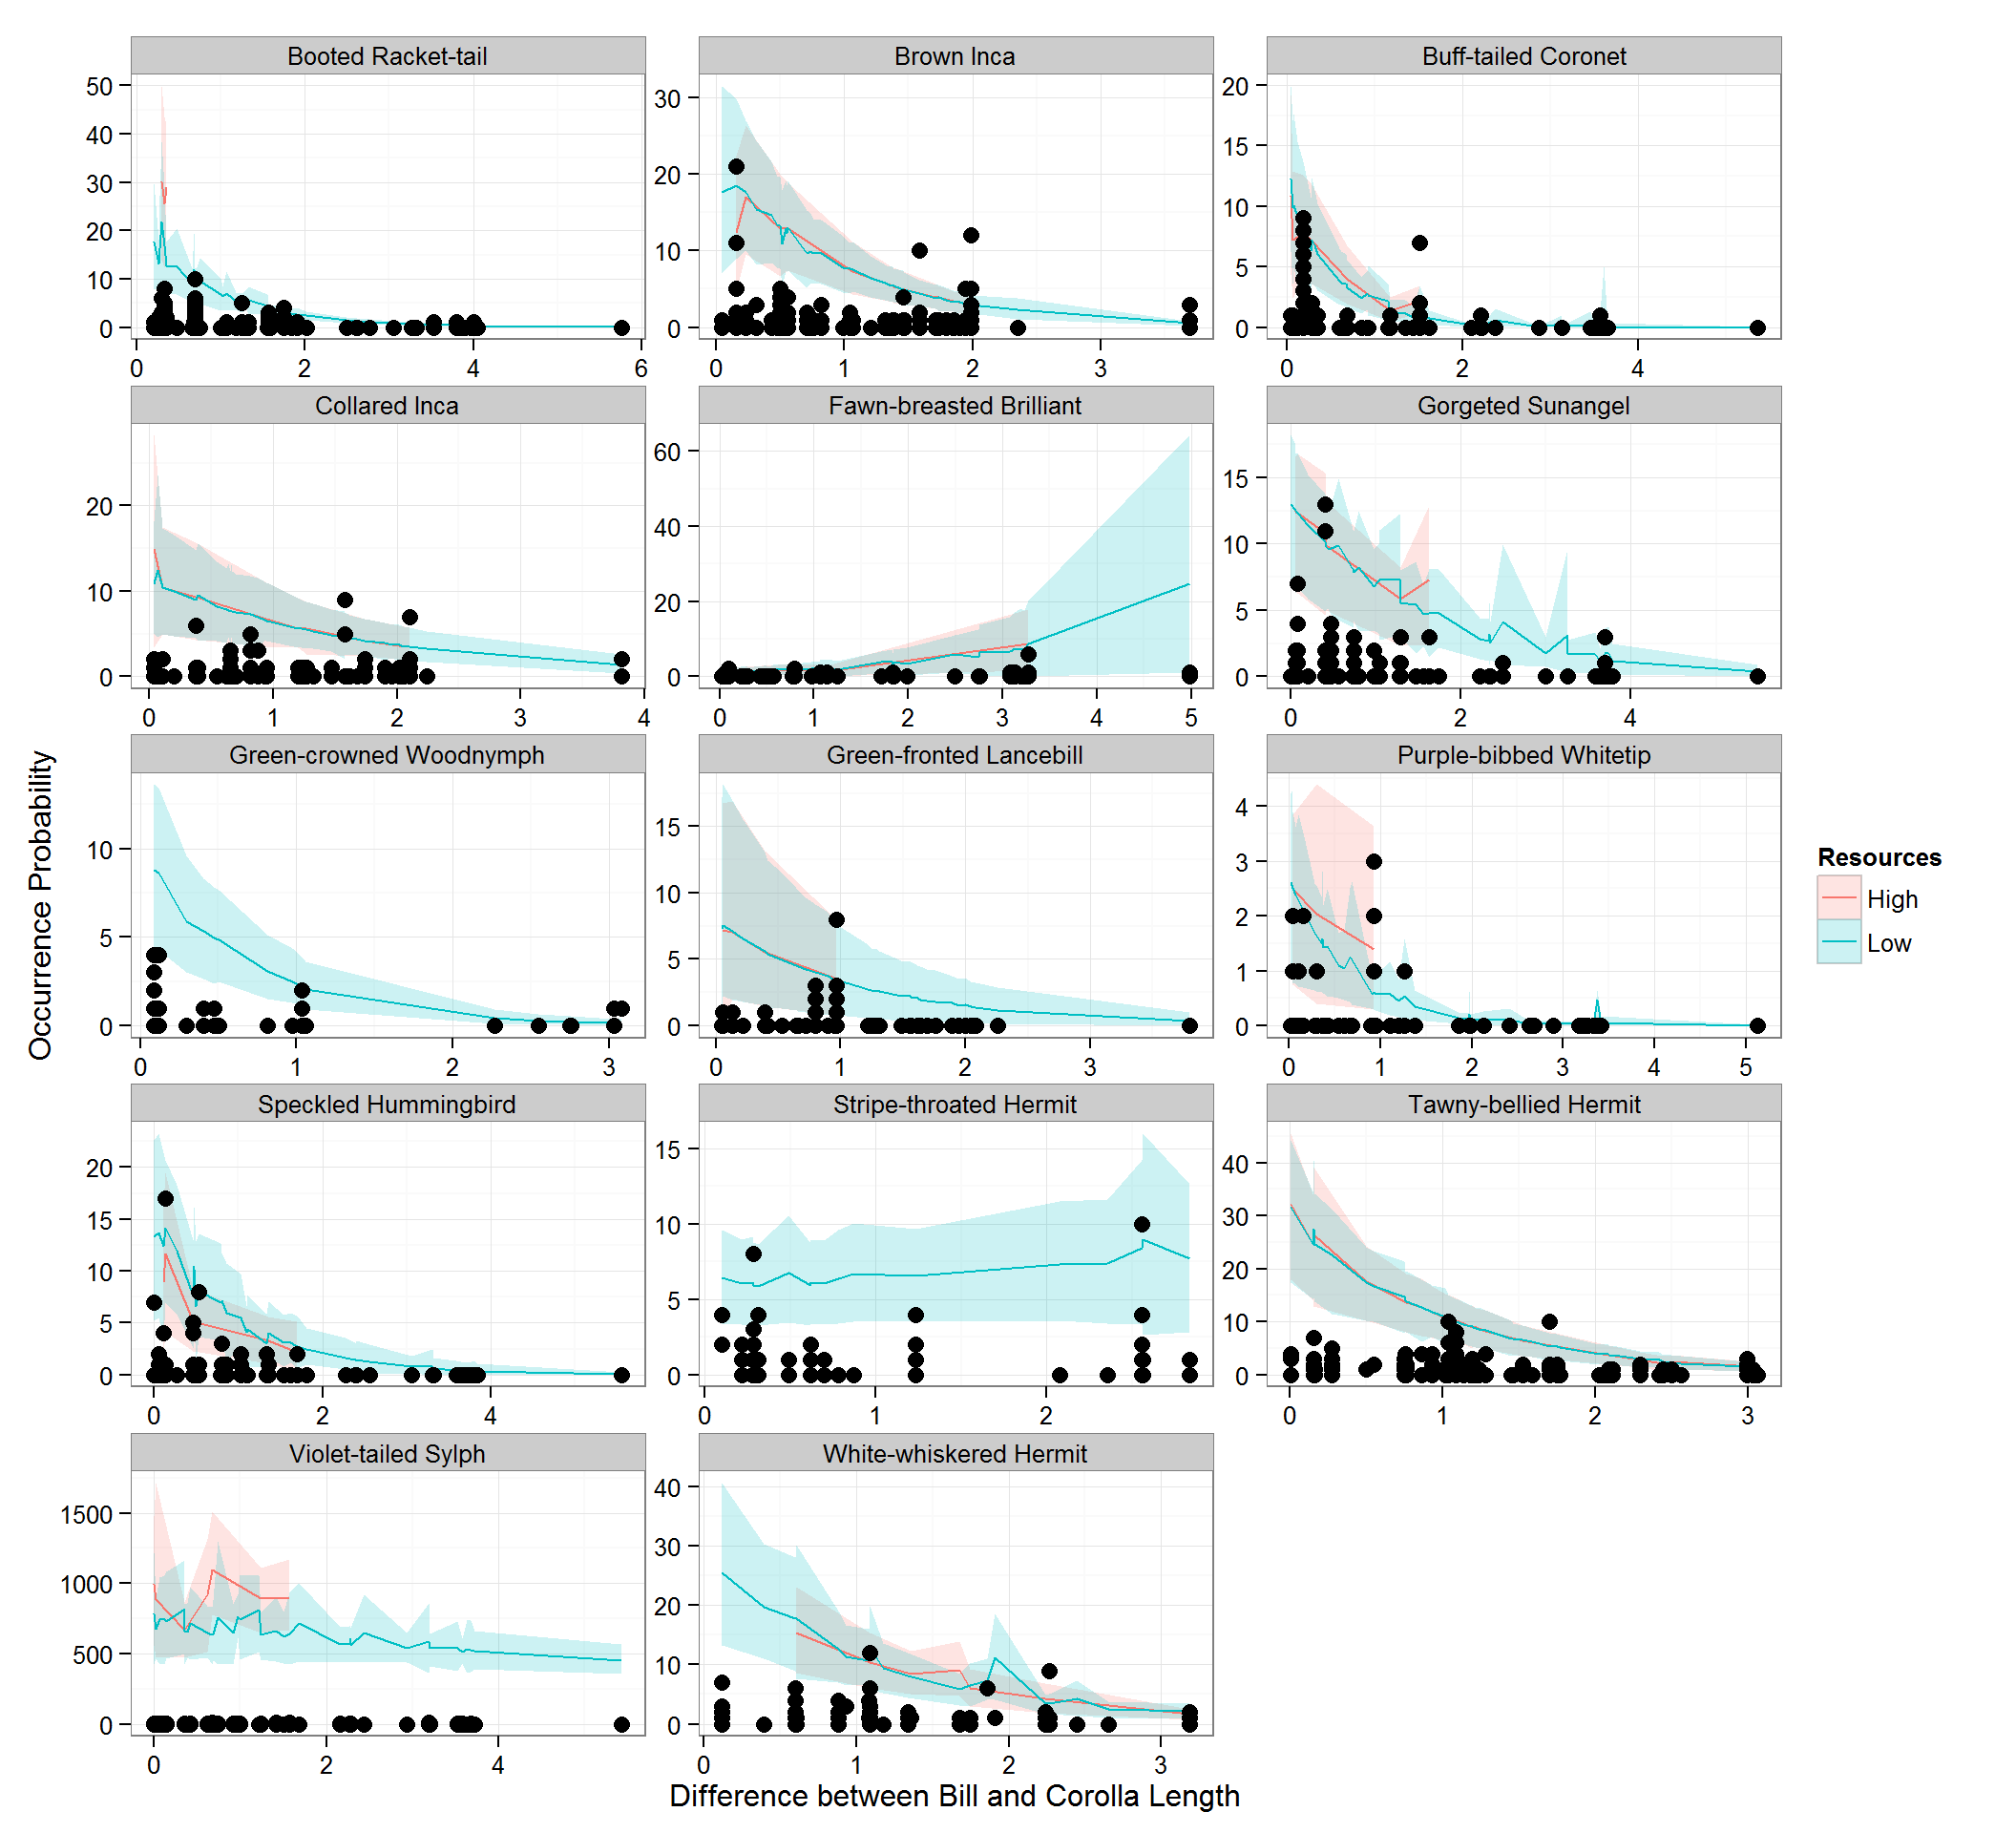 Booted Racket-tail Brown Inca Buff-tailed Coronet
50
40
30
20
10
0
0 2 4 6
30
20
10
0
0 1 2 3
20
15
10
5
0
0 2 4
Collared Inca Fawn-breasted Brilliant Gorgeted Sunangel
20
10
0
0 1 2 3 4
60
40
20
0
0 1 2 3 4 5
15
10
5
0
0 2 4
Green-crowned Woodnymph Green-fronted Lancebill Purple-bibbed Whitetip
10
5
0
0 1 2 3
15
10
5
0
0 1 2 3
4
3
2
1
0
0 1 2 3 4 5
Speckled Hummingbird Stripe-throated Hermit Tawny-bellied Hermit
20
15
10
5
0
0 2 4
15
10
5
0
0 1 2
40
30
20
10
0
0 1 2 3
Violet-tailed Sylph White-whiskered Hermit
1500
1000
500
0
0 2 4
40
30
20
10
0
0 1 2 3
Occurrence Probability
Difference between Bill and Corolla Length
Resources
High
Low